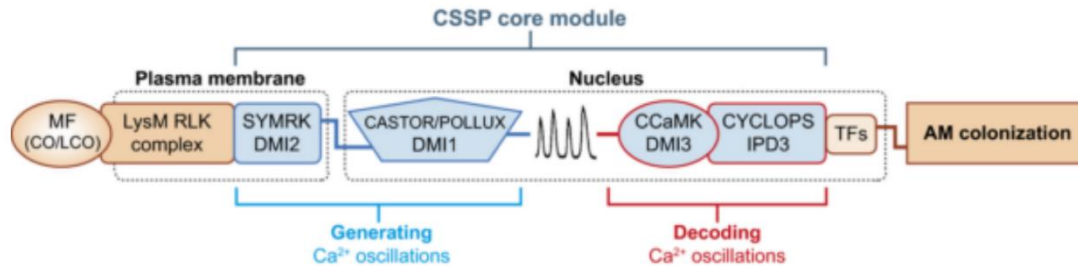 CSSP core module
Plasma membrane
Nucleus
MF
(CO/LCO)
LysM RLK
complex
SYMRK
DMI2
CASTOR/POLLUX
DMI1
CCaMK
DMI3
CYCLOPS
IPD3
TFs
AM colonization
Generating
Ca²⁺ oscillations
Decoding
Ca²⁺ oscillations